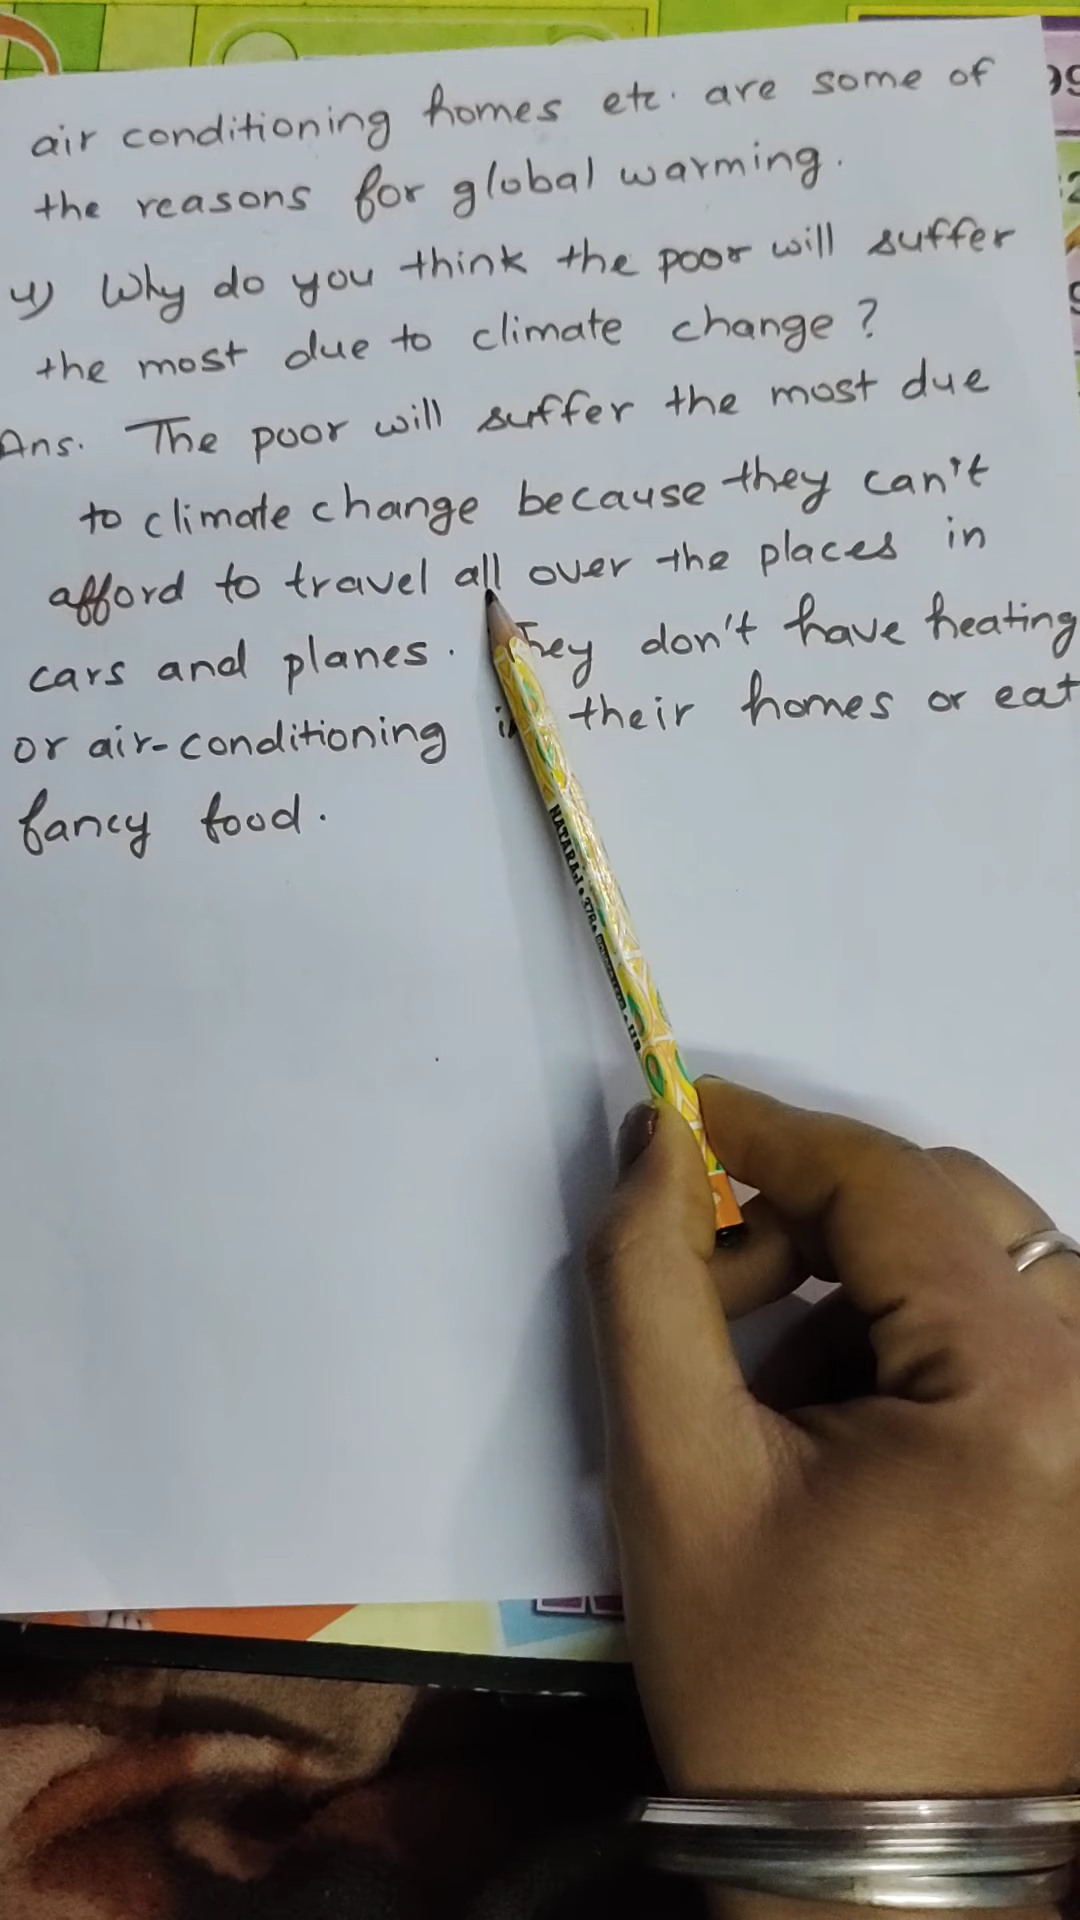 air conditioning homes etc. are some of
the reasons for global warming.
4) Why do you think the poor will suffer
the most due to climate change?
Ans. The poor will suffer the most due
to climate change because they can't
afford to travel all over the places in
cars and planes. They don't have heating
or air-conditioning in their homes or eat
fancy food.
NATARAJ